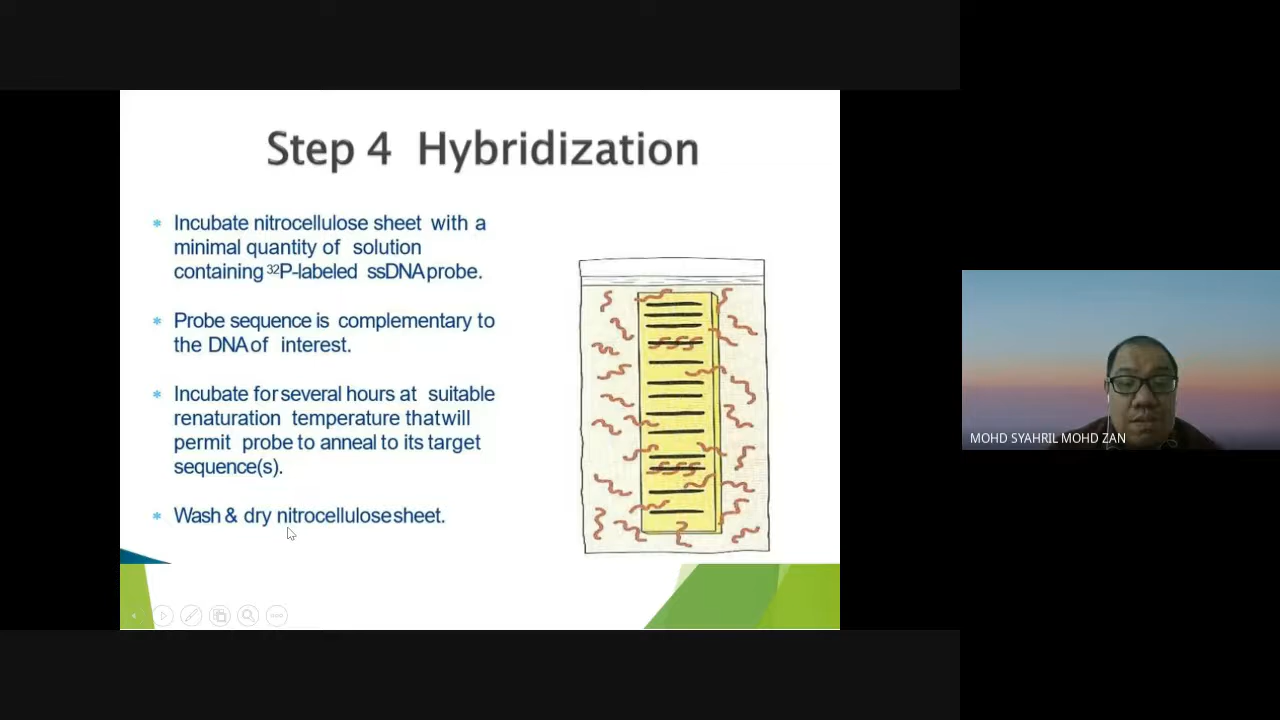 Step 4 Hybridization
* Incubate nitrocellulose sheet with a
minimal quantity of solution
containing ³²P-labeled ssDNA probe.
* Probe sequence is complementary to
the DNA of interest.
* Incubate for several hours at suitable
renaturation temperature that will
permit probe to anneal to its target
sequence(s).
* Wash & dry nitrocellulose sheet.
MOHD SYAHRIL MOHD ZAN